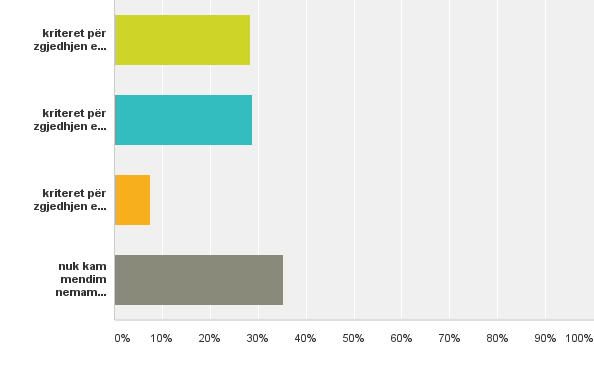 kriteret për
zgjedhjen e...
kriteret për
zgjedhjen e...
kriteret për
zgjedhjen e...
nuk kam
mendim
nemam...
0% 10% 20% 30% 40% 50% 60% 70% 80% 90% 100%